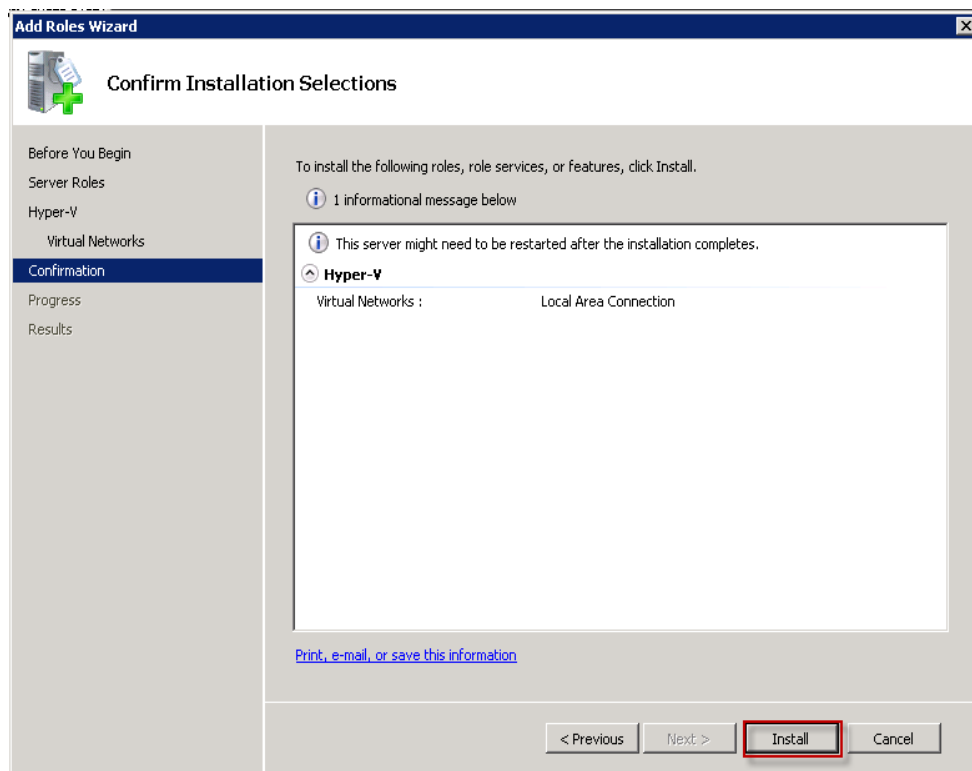 Add Roles Wizard
Confirm Installation Selections
Before You Begin
Server Roles
Hyper-V
Virtual Networks
Confirmation
Progress
Results
To install the following roles, role services, or features, click Install.
1 informational message below
This server might need to be restarted after the installation completes.
Hyper-V
Virtual Networks : Local Area Connection
Print, e-mail, or save this information
< Previous Next > Install Cancel